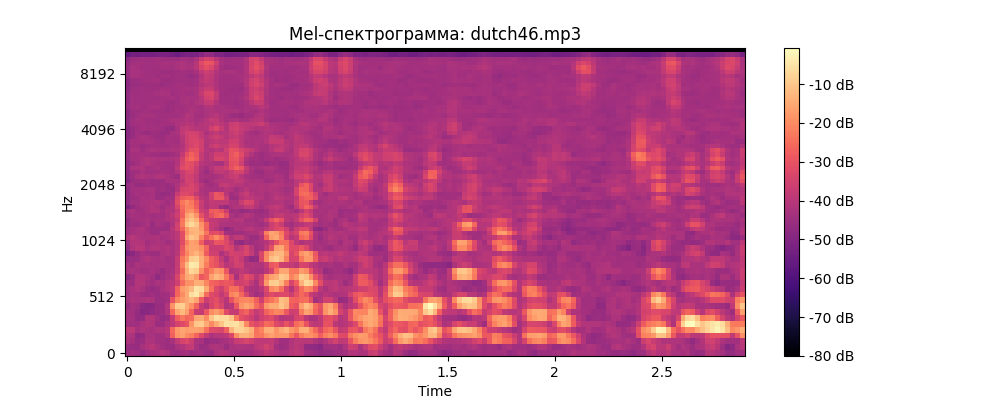 Mel-спектрограмма: dutch46.mp3
8192
4096
2048
1024
512
0
Hz
0
0.5
1
1.5
2
2.5
Time
-10 dB
-20 dB
-30 dB
-40 dB
-50 dB
-60 dB
-70 dB
-80 dB